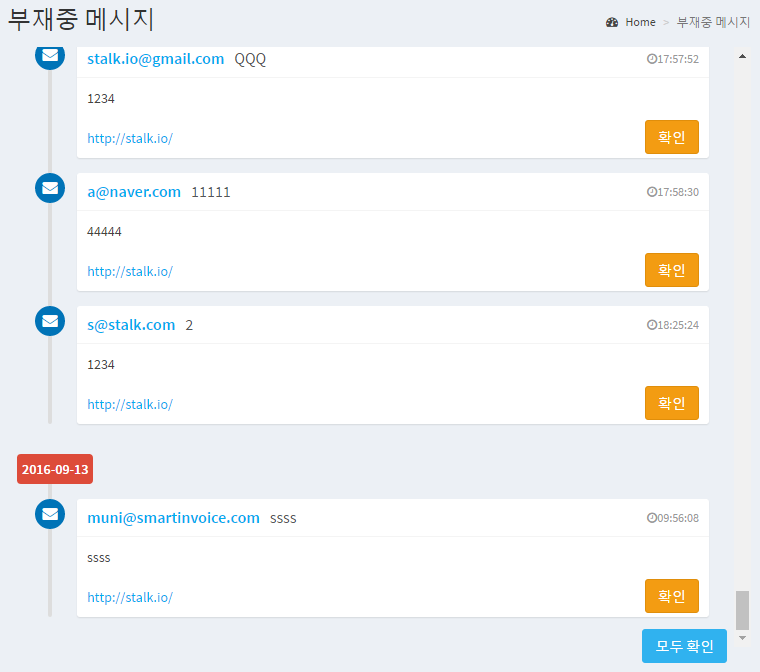 부재중 메시지
Home > 부재중 메시지
stalk.io@gmail.com QQQ 17:57:52
1234
http://stalk.io/ 확인
a@naver.com 11111 17:58:30
44444
http://stalk.io/ 확인
s@stalk.com 2 18:25:24
1234
http://stalk.io/ 확인
2016-09-13
muni@smartinvoice.com ssss 09:56:08
ssss
http://stalk.io/ 확인
모두 확인